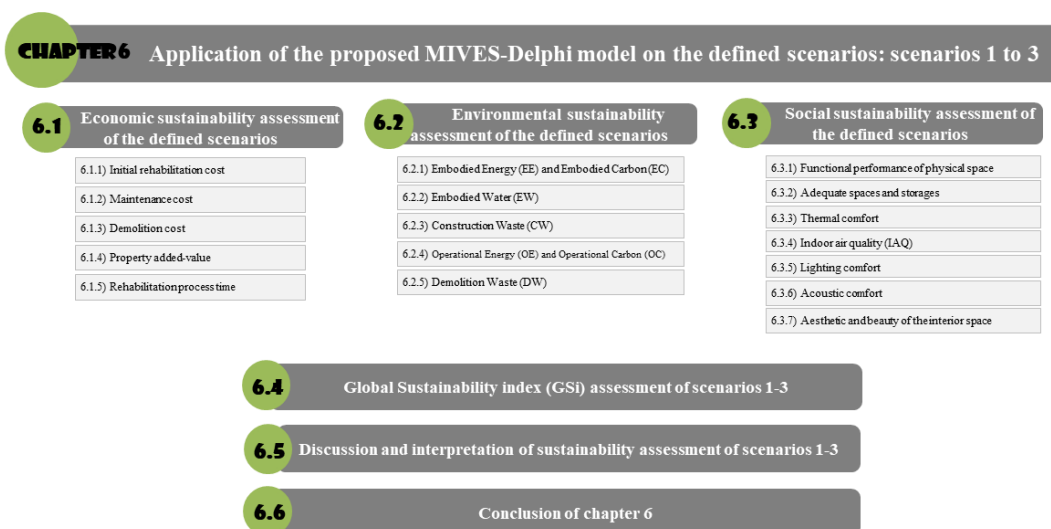 CHAPTER 6
Application of the proposed MIVES-Delphi model on the defined scenarios: scenarios 1 to 3
6.1
Economic sustainability assessment
of the defined scenarios
6.1.1) Initial rehabilitation cost
6.1.2) Maintenance cost
6.1.3) Demolition cost
6.1.4) Property added-value
6.1.5) Rehabilitation process time
6.2
Environmental sustainability
assessment of the defined scenarios
6.2.1) Embodied Energy (EE) and Embodied Carbon (EC)
6.2.2) Embodied Water (EW)
6.2.3) Construction Waste (CW)
6.2.4) Operational Energy (OE) and Operational Carbon (OC)
6.2.5) Demolition Waste (DW)
6.3
Social sustainability assessment of
the defined scenarios
6.3.1) Functional performance of physical space
6.3.2) Adequate spaces and storages
6.3.3) Thermal comfort
6.3.4) Indoor air quality (IAQ)
6.3.5) Lighting comfort
6.3.6) Acoustic comfort
6.3.7) Aesthetic and beauty of the interior space
6.4
Global Sustainability index (GSi) assessment of scenarios 1-3
6.5
Discussion and interpretation of sustainability assessment of scenarios 1-3
6.6
Conclusion of chapter 6